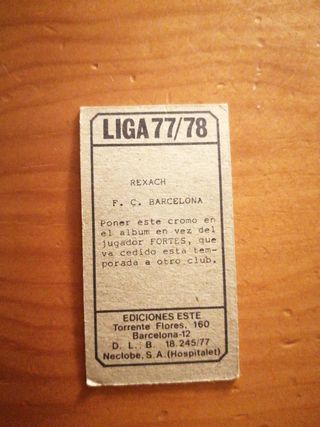 LIGA 77/78
REXACH
F. C. BARCELONA
Poner este cromo en
el album en vez del
jugador FORTES, que
va cedido esta tem-
porada a otro club.
EDICIONES ESTE
Torrente Flores, 160
Barcelona-12
D. L. B. 18.245/77
Neclobe, S.A. (Hospitalet)